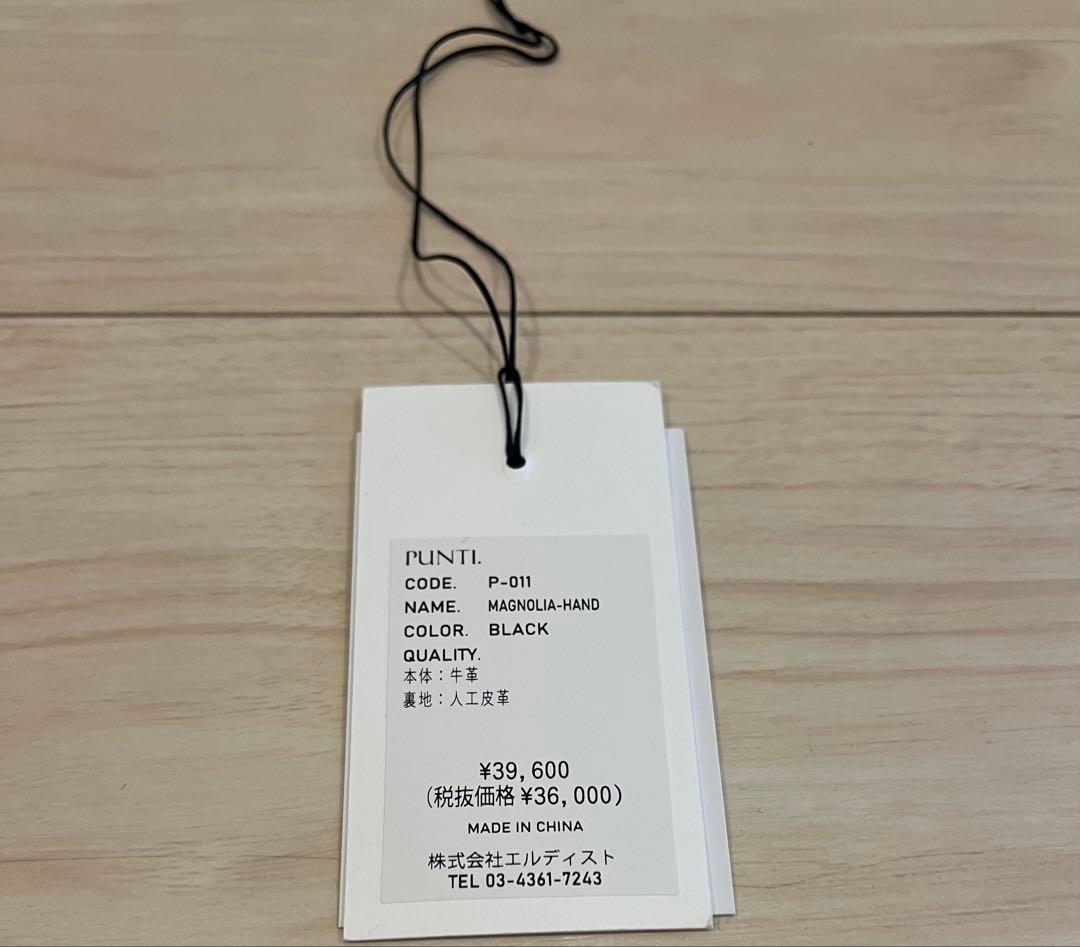 PUNTI.
CODE. P-011
NAME. MAGNOLIA-HAND
COLOR. BLACK
QUALITY.
本体：牛革
裏地：人工皮革
¥39,600
(税抜価格 ¥36,000)
MADE IN CHINA
株式会社エルディスト
TEL 03-4361-7243